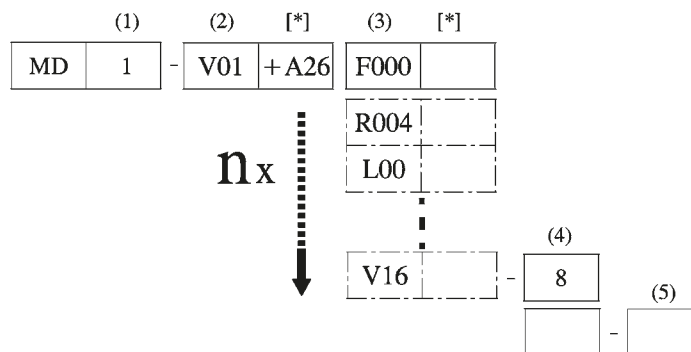 (1) (2) [*] (3) [*]
MD 1 - V01 +A26 F000
R004
nx L00
(4)
V16 - 8
(5)
-